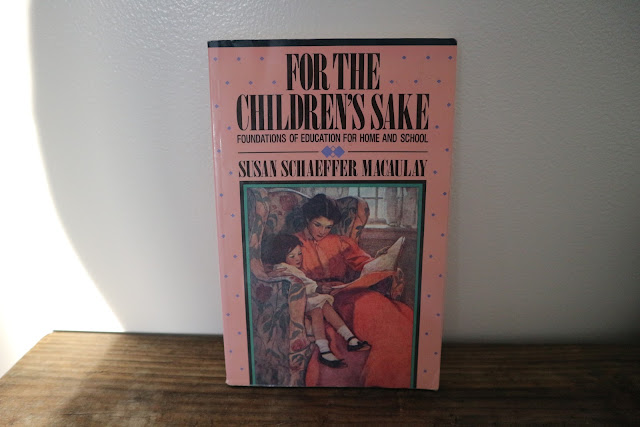 FOR THE
CHILDREN'S SAKE
FOUNDATIONS OF EDUCATION FOR HOME AND SCHOOL
SUSAN SCHAEFFER MACAULAY